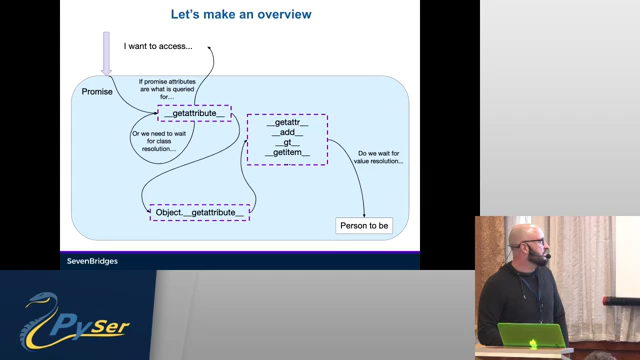 Let's make an overview
I want to access...
If promise attributes
are what is queried
for...
Promise
__getattribute__
Or we need to wait
for class
resolution...
__getattr__
__add__
__gt__
__getitem__
...
Do we wait for
value resolution...
Object.__getattribute__
Person to be
SevenBridges
PySer